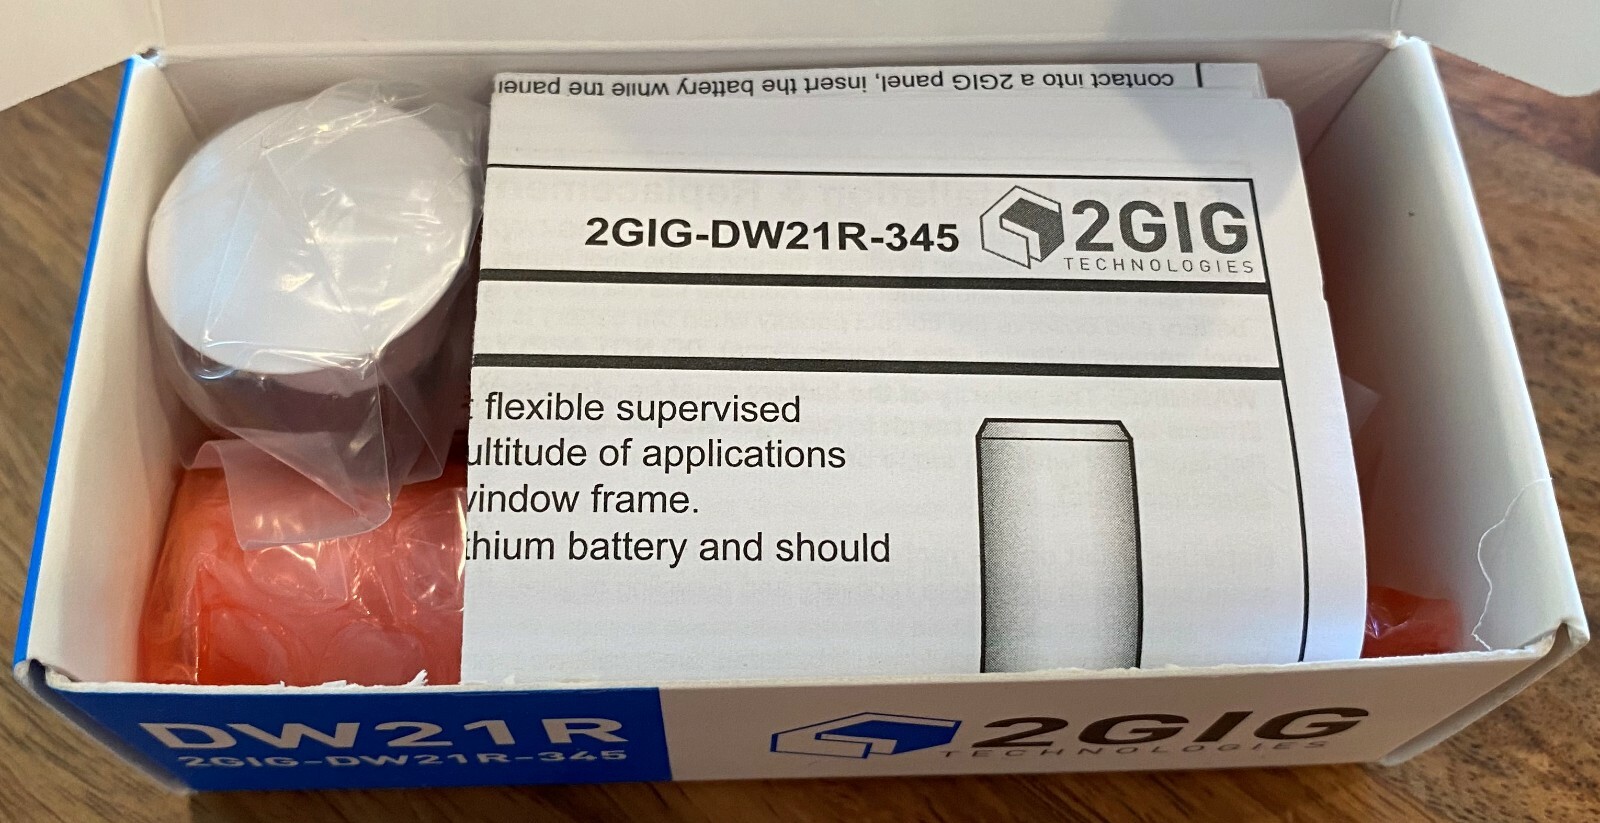 contact into a 2GIG panel, insert the battery while the panel
2GIG-DW21R-345
2GIG
TECHNOLOGIES
flexible supervised
ultitude of applications
window frame.
thium battery and should
DW21R
2GIG-DW21R-345
2GIG
TECHNOLOGIES